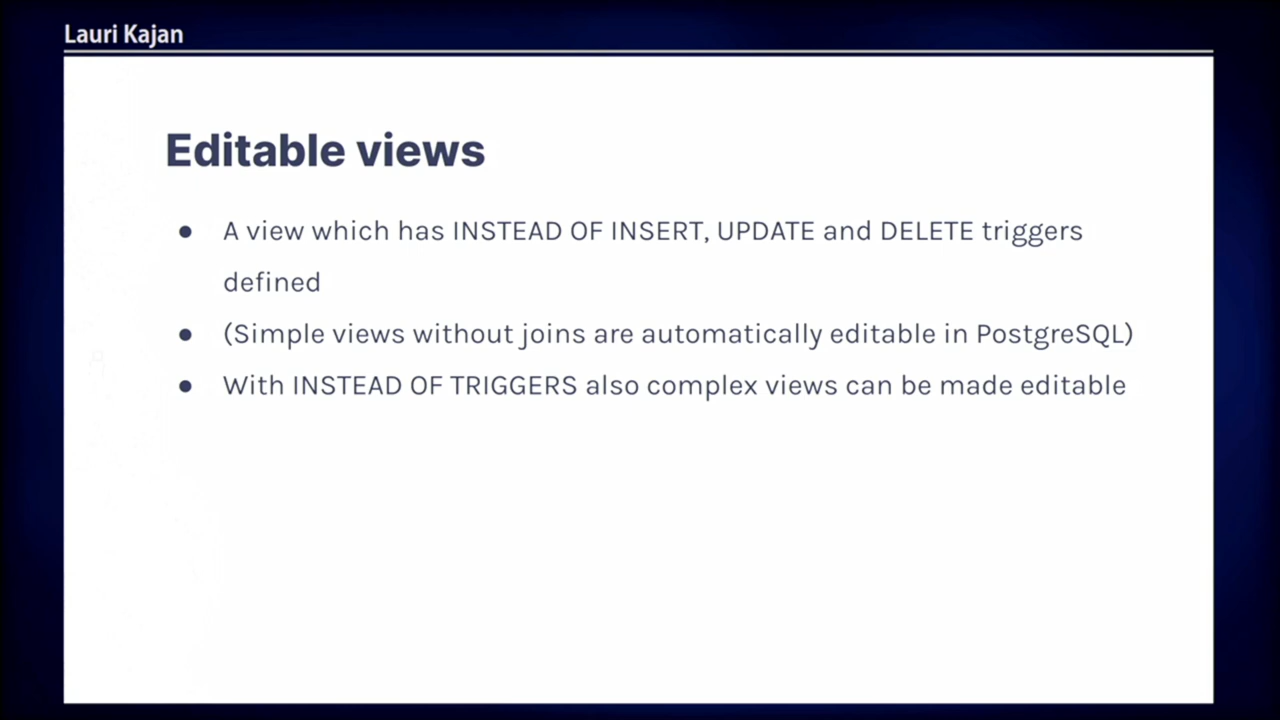 Lauri Kajan
Editable views
● A view which has INSTEAD OF INSERT, UPDATE and DELETE triggers
defined
● (Simple views without joins are automatically editable in PostgreSQL)
● With INSTEAD OF TRIGGERS also complex views can be made editable